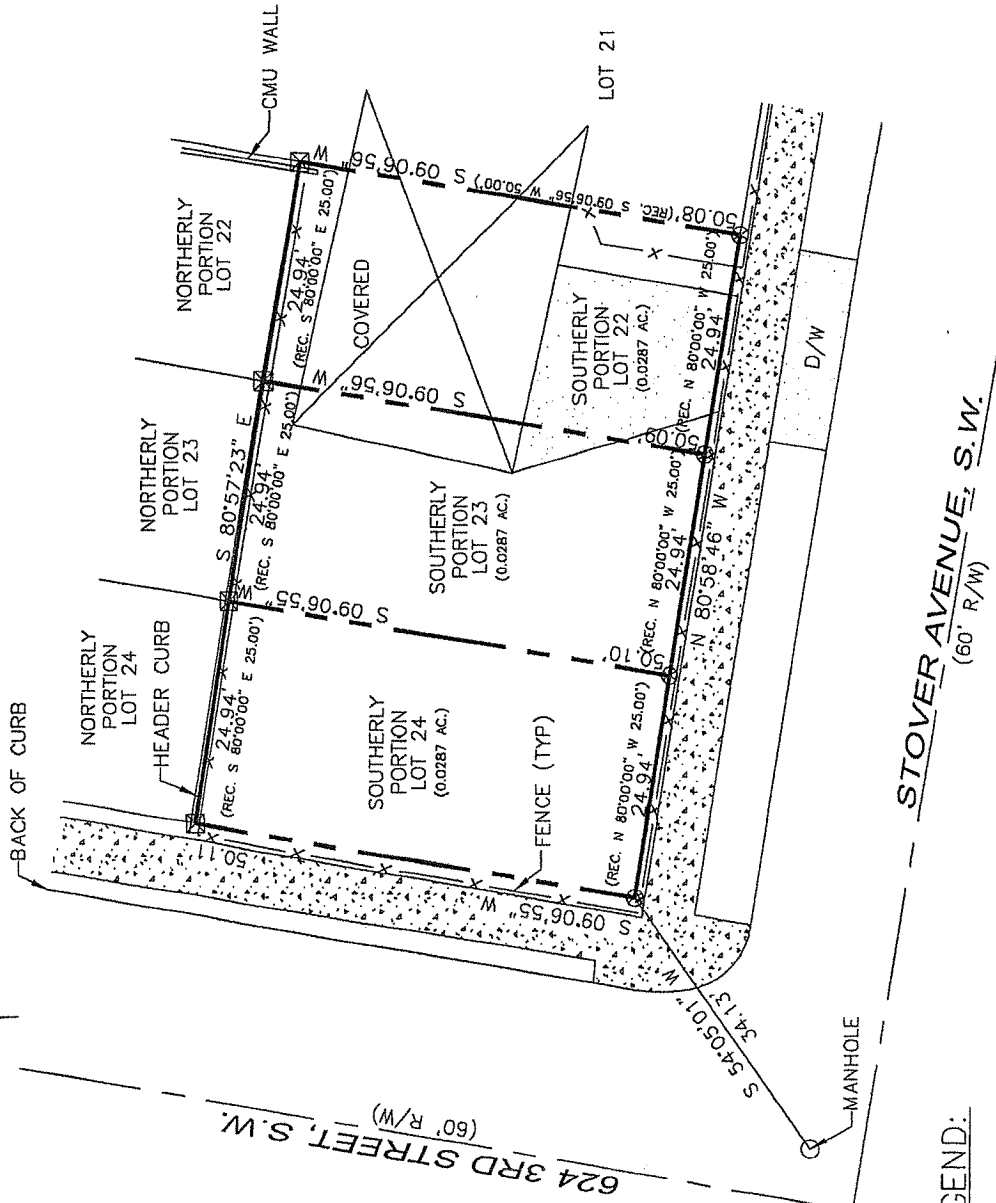 BACK OF CURB
CMU WALL
NORTHERLY
PORTION
LOT 22
NORTHERLY
PORTION
LOT 23
NORTHERLY
PORTION
LOT 24
HEADER CURB
LOT 21
S 80°57'23" E
24.94'
(REC. S 80°00'00" E 25.00')
24.94'
(REC. S 80°00'00" E 25.00')
24.94'
(REC. S 80°00'00" E 25.00')
COVERED
S 09°06'56" W
(REC. S 09°06'56" W 50.00')
50.08'
S 09°06'56" W
50.09'
S 09°06'55" W
50.10'
S 09°06'55" W
50.11'
SOUTHERLY
PORTION
LOT 22
(0.0287 AC.)
SOUTHERLY
PORTION
LOT 23
(0.0287 AC.)
SOUTHERLY
PORTION
LOT 24
(0.0287 AC.)
FENCE (TYP)
(REC. N 80°00'00" W 25.00')
24.94'
(REC. N 80°00'00" W 25.00')
24.94'
(REC. N 80°00'00" W 25.00')
24.94'
N 80°58'46" W
D/W
S 54°05'01" W
34.13'
MANHOLE
624 3RD STREET, S.W.
(60' R/W)
STOVER AVENUE, S.W.
(60' R/W)
GEND: